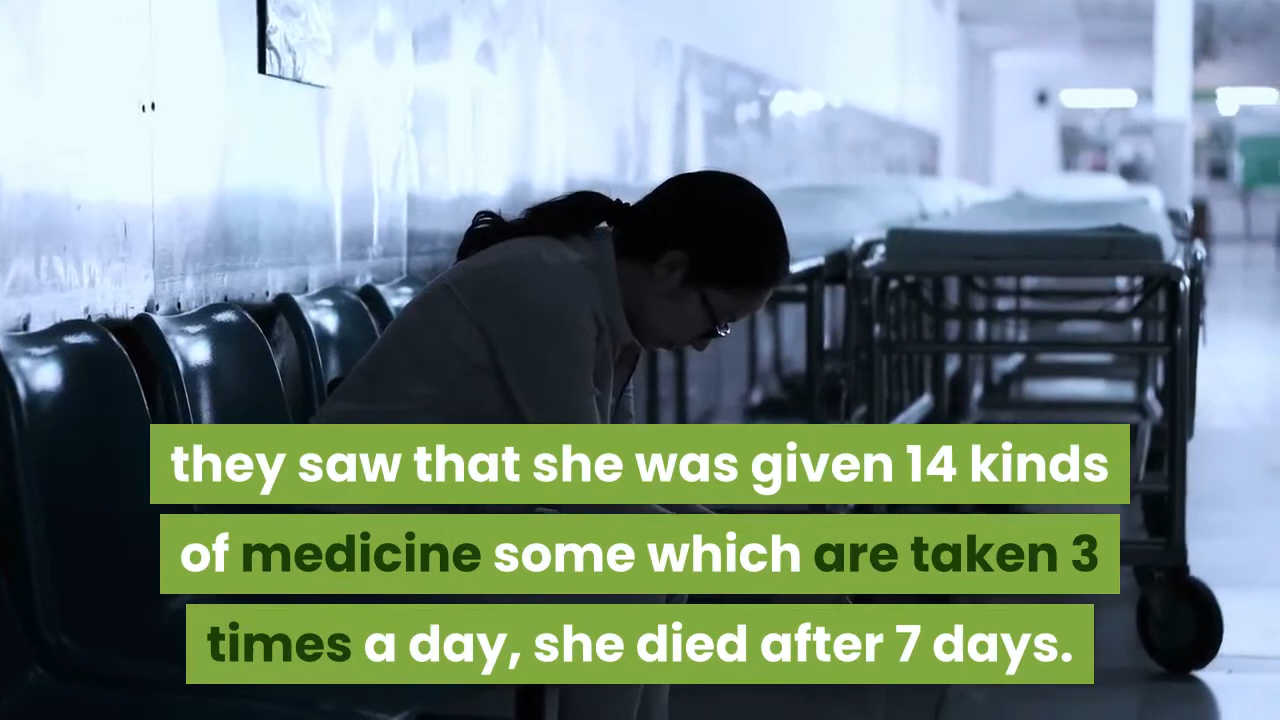 they saw that she was given 14 kinds
of medicine some which are taken 3
times a day, she died after 7 days.